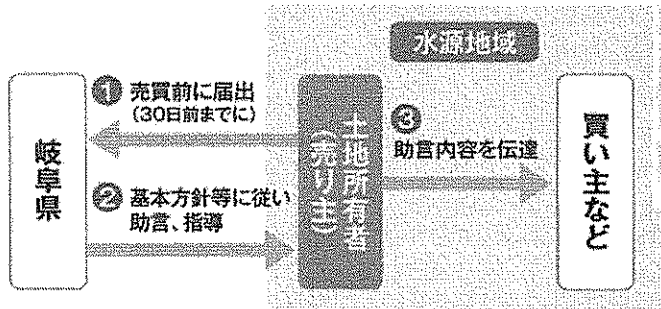 水源地域
岐阜県
❶ 売買前に届出
(30日前までに)
❷ 基本方針等に従い
助言、指導
土地所有者
(売り主)
❸
助言内容を伝達
買い主など